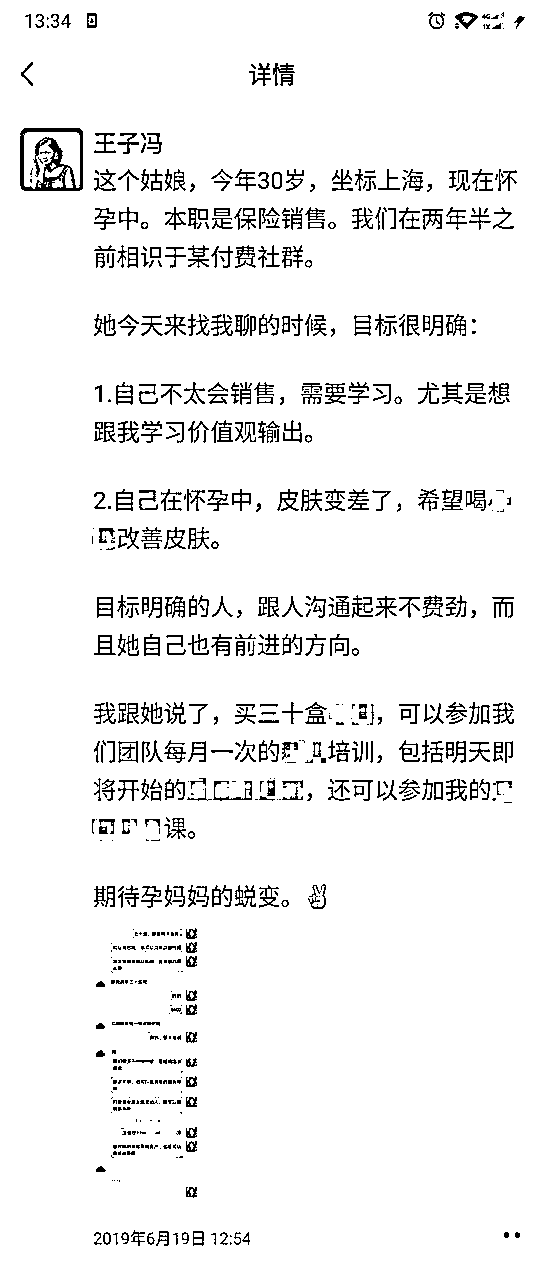 13:34
详情
王子冯
这个姑娘，今年30岁，坐标上海，现在怀
孕中。本职是保险销售。我们在两年半之
前相识于某付费社群。
她今天来找我聊的时候，目标很明确：
1.自己不太会销售，需要学习。尤其是想
跟我学习价值观输出。
2.自己在怀孕中，皮肤变差了，希望喝
改善皮肤。
目标明确的人，跟人沟通起来不费劲，而
且她自己也有前进的方向。
我跟她说了，买三十盒，可以参加我
们团队每月一次的培训，包括明天即
将开始的，还可以参加我的
课。
期待孕妈妈的蜕变。✌
2019年6月19日 12:54